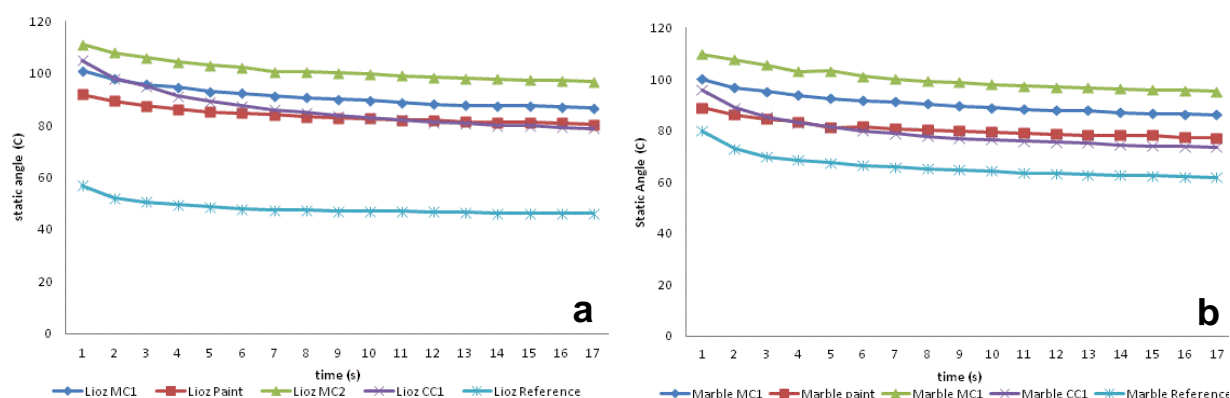 120
100
80
60
40
20
0
static angle (C)
1 2 3 4 5 6 7 8 9 10 11 12 13 14 15 16 17
time (s)
a
Lioz MC1 Lioz Paint Lioz MC2 Lioz CC1 Lioz Reference
120
100
80
60
40
20
0
Static Angle (C)
1 2 3 4 5 6 7 8 9 10 11 12 13 14 15 16 17
time (s)
b
Marble MC1 Marble paint Marble MC1 Marble CC1 Marble Reference